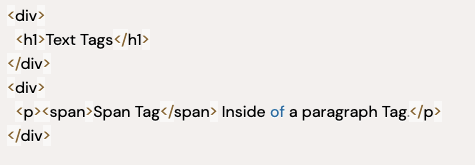 <div>
<h1>Text Tags</h1>
</div>
<div>
<p><span>Span Tag</span> Inside of a paragraph Tag.</p>
</div>